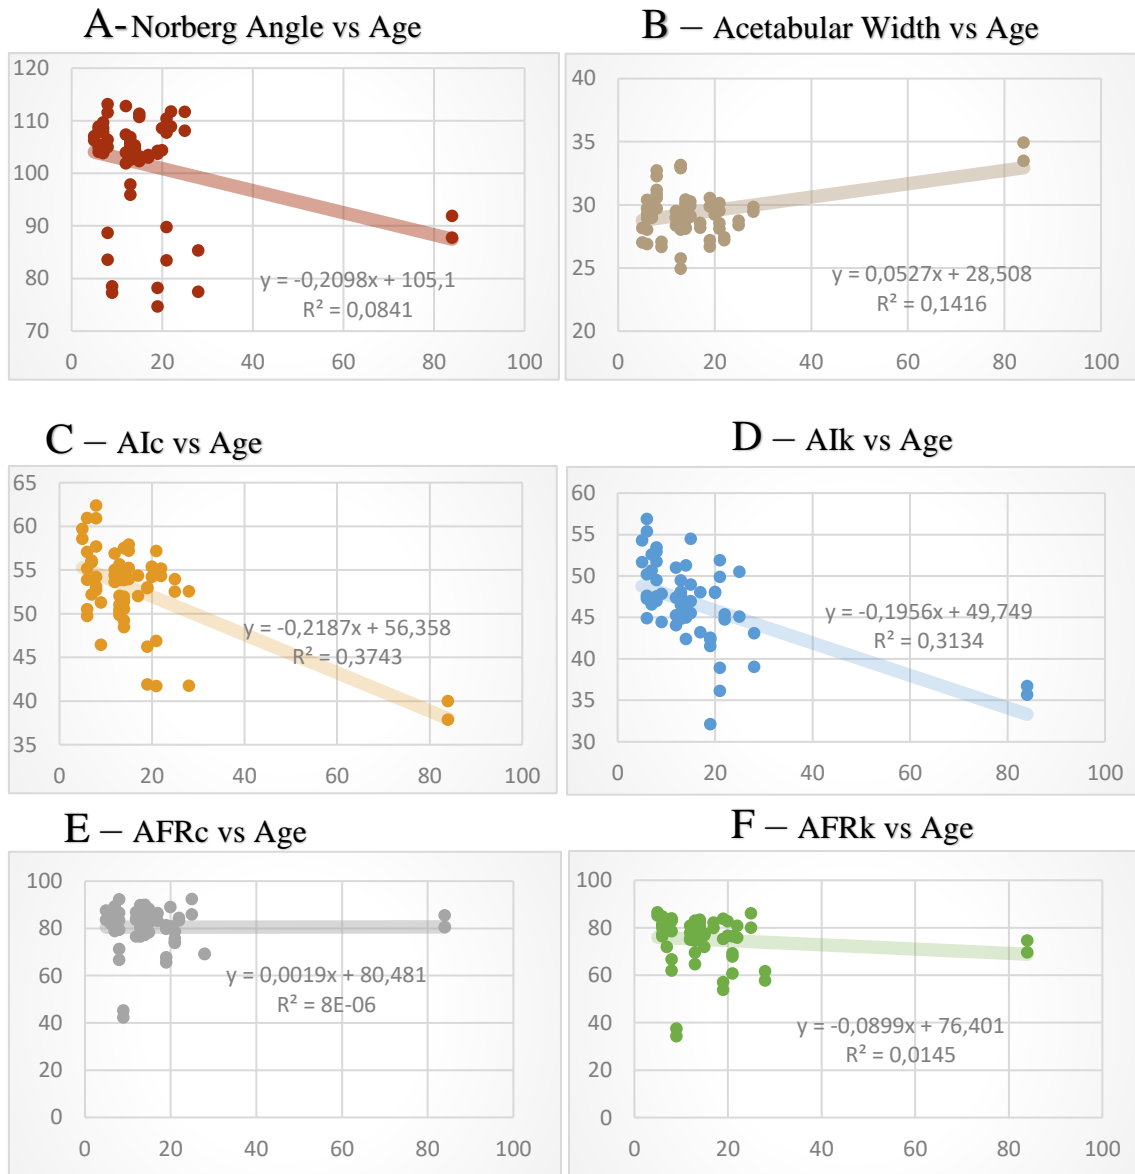 A- Norberg Angle vs Age
120
110
100
90
80
70
y = -0,2098x + 105,1
R² = 0,0841
0 20 40 60 80 100
B – Acetabular Width vs Age
40
35
30
25
20
y = 0,0527x + 28,508
R² = 0,1416
0 20 40 60 80 100
C – AIc vs Age
65
60
55
50
45
40
35
y = -0,2187x + 56,358
R² = 0,3743
0 20 40 60 80 100
D – AIk vs Age
60
55
50
45
40
35
30
y = -0,1956x + 49,749
R² = 0,3134
0 20 40 60 80 100
E – AFRc vs Age
100
80
60
40
20
0
y = 0,0019x + 80,481
R² = 8E-06
0 20 40 60 80 100
F – AFRk vs Age
100
80
60
40
20
0
y = -0,0899x + 76,401
R² = 0,0145
0 20 40 60 80 100